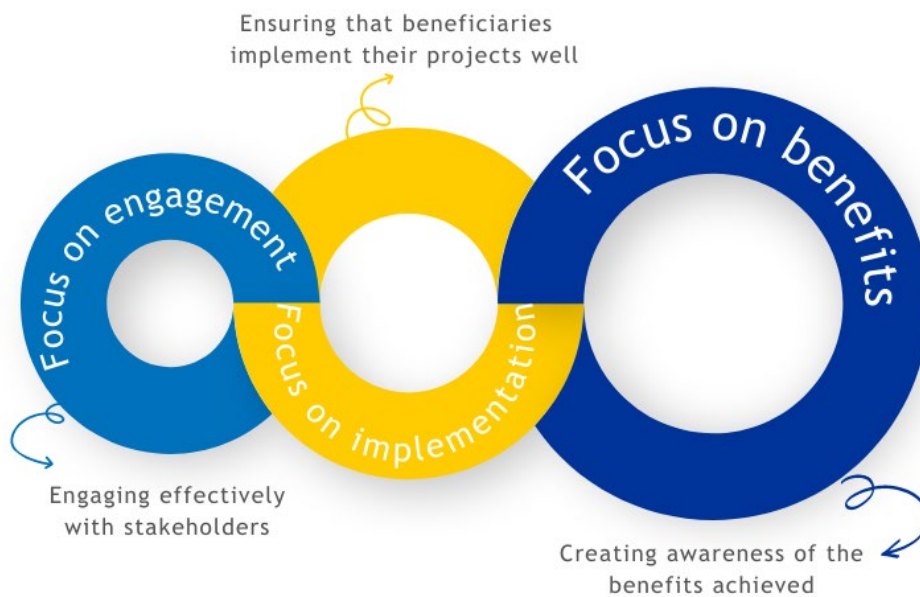 Ensuring that beneficiaries
implement their projects well
Focus on engagement
Focus on implementation
Focus on benefits
Engaging effectively
with stakeholders
Creating awareness of the
benefits achieved